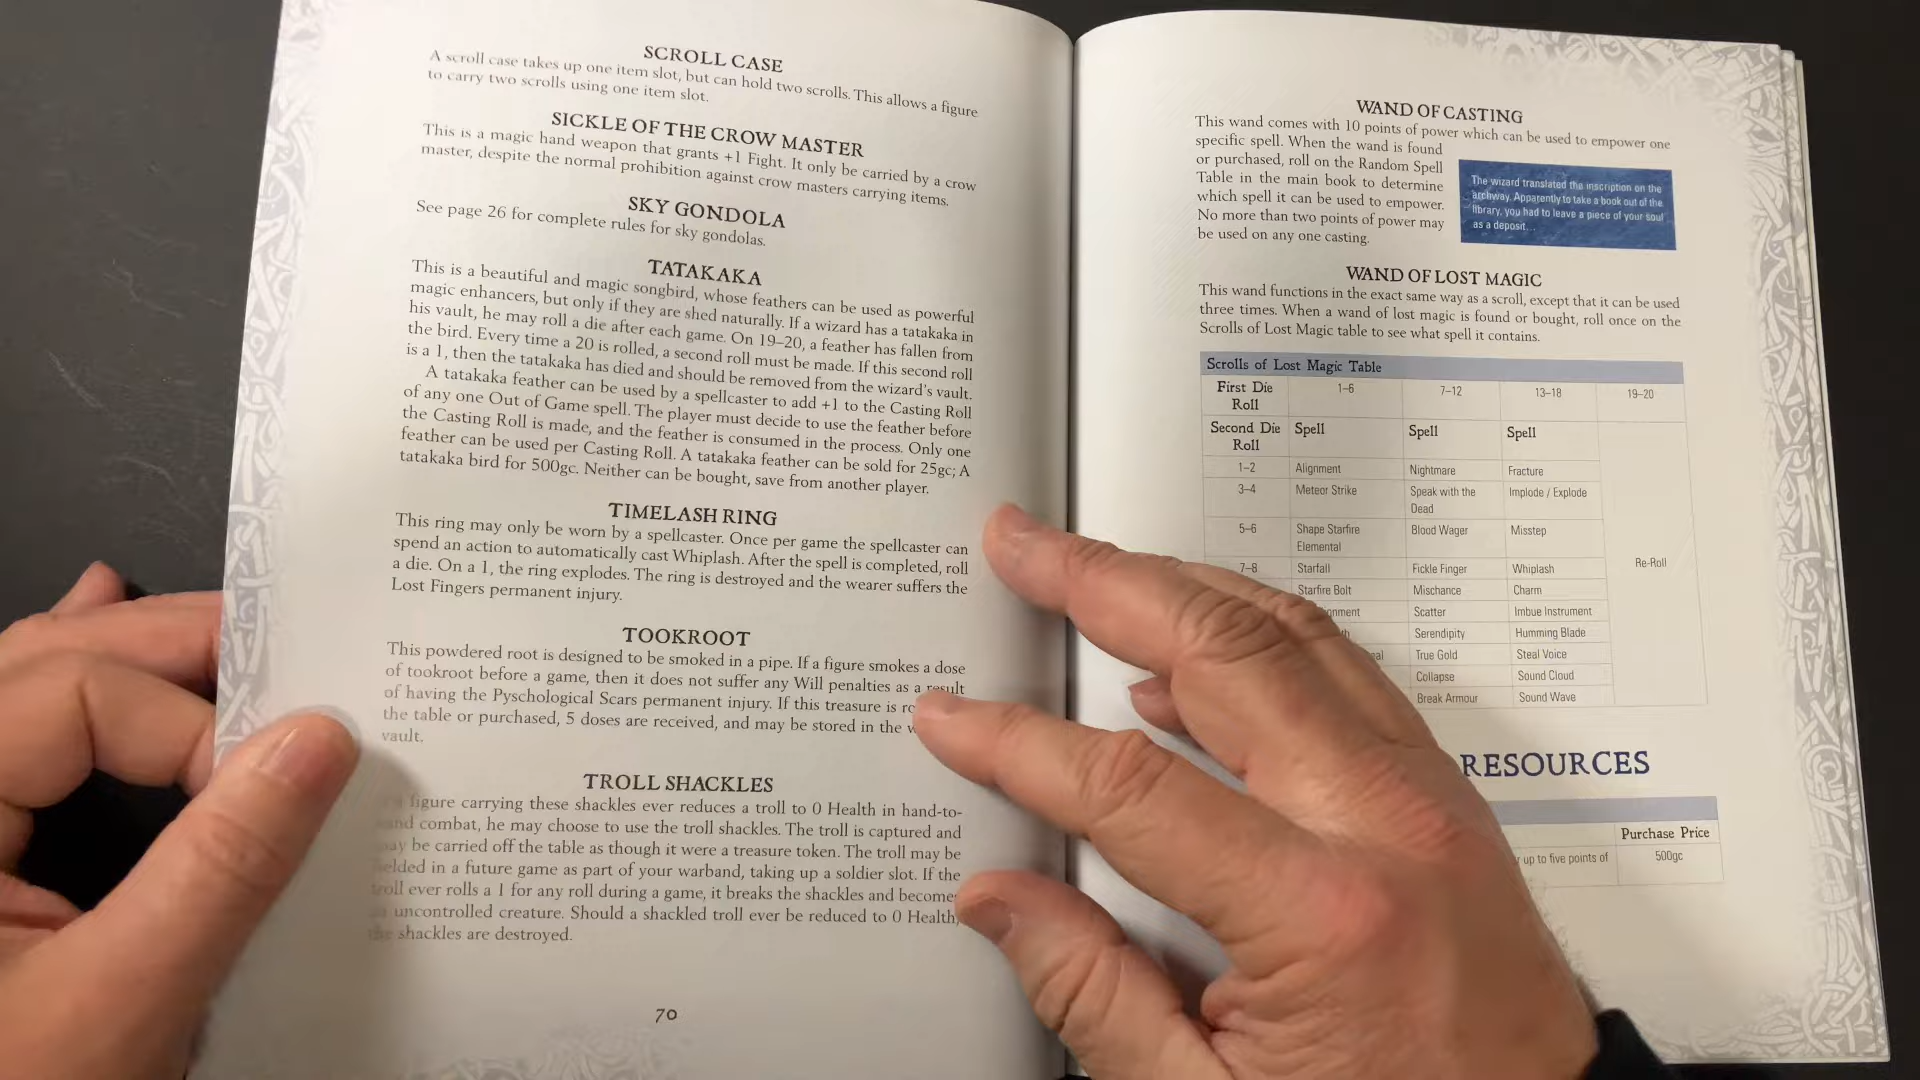 SCROLL CASE
A scroll case takes up one item slot, but can hold two scrolls. This allows a figure
to carry two scrolls using one item slot.
SICKLE OF THE CROW MASTER
This is a magic hand weapon that grants +1 Fight. It only be carried by a crow
master, despite the normal prohibition against crow masters carrying items.
SKY GONDOLA
See page 26 for complete rules for sky gondolas.
TATAKAKA
This is a beautiful and magic songbird, whose feathers can be used as powerful
magic enhancers, but only if they are shed naturally. If a wizard has a tatakaka in
his vault, he may roll a die after each game. On 19–20, a feather has fallen from
the bird. Every time a 20 is rolled, a second roll must be made. If this second roll
is a 1, then the tatakaka has died and should be removed from the wizard's vault.
A tatakaka feather can be used by a spellcaster to add +1 to the Casting Roll
of any one Out of Game spell. The player must decide to use the feather before
the Casting Roll is made, and the feather is consumed in the process. Only one
feather can be used per Casting Roll. A tatakaka feather can be sold for 25gc; A
tatakaka bird for 500gc. Neither can be bought, save from another player.
TIMELASH RING
This ring may only be worn by a spellcaster. Once per game the spellcaster can
spend an action to automatically cast Whiplash. After the spell is completed, roll
a die. On a 1, the ring explodes. The ring is destroyed and the wearer suffers the
Lost Fingers permanent injury.
TOOKROOT
This powdered root is designed to be smoked in a pipe. If a figure smokes a dose
of tookroot before a game, then it does not suffer any Will penalties as a result
of having the Pyschological Scars permanent injury. If this treasure is
the table or purchased, 5 doses are received, and may be stored in the
vault.
TROLL SHACKLES
figure carrying these shackles ever reduces a troll to 0 Health in hand-to-
combat, he may choose to use the troll shackles. The troll is captured and
may be carried off the table as though it were a treasure token. The troll may be
in a future game as part of your warband, taking up a soldier slot. If the
troll ever rolls a 1 for any roll during a game, it breaks the shackles and becomes
uncontrolled creature. Should a shackled troll ever be reduced to 0 Health,
the shackles are destroyed.
70
WAND OF CASTING
This wand comes with 10 points of power which can be used to empower one
specific spell. When the wand is found
or purchased, roll on the Random Spell
Table in the main book to determine
which spell it can be used to empower.
No more than two points of power may
be used on any one casting.
The wizard translated the inscription on the
archway. Apparently to take a book out of the
library, you had to leave a piece of your soul
as a deposit...
WAND OF LOST MAGIC
This wand functions in the exact same way as a scroll, except that it can be used
three times. When a wand of lost magic is found or bought, roll once on the
Scrolls of Lost Magic table to see what spell it contains.
Scrolls of Lost Magic Table
First Die Roll 1–6 7–12 13–18 19–20
Second Die Roll Spell Spell Spell
1–2 Alignment Nightmare Fracture
3–4 Meteor Strike Speak with the Dead Implode / Explode
5–6 Shape Starfire Elemental Blood Wager Misstep
Re-Roll
7–8 Starfall Fickle Finger Whiplash
Starfire Bolt Mischance Charm
Scatter Imbue Instrument
Serendipity Humming Blade
True Gold Steal Voice
Collapse Sound Cloud
Break Armour Sound Wave
RESOURCES
Purchase Price
up to five points of 500gc